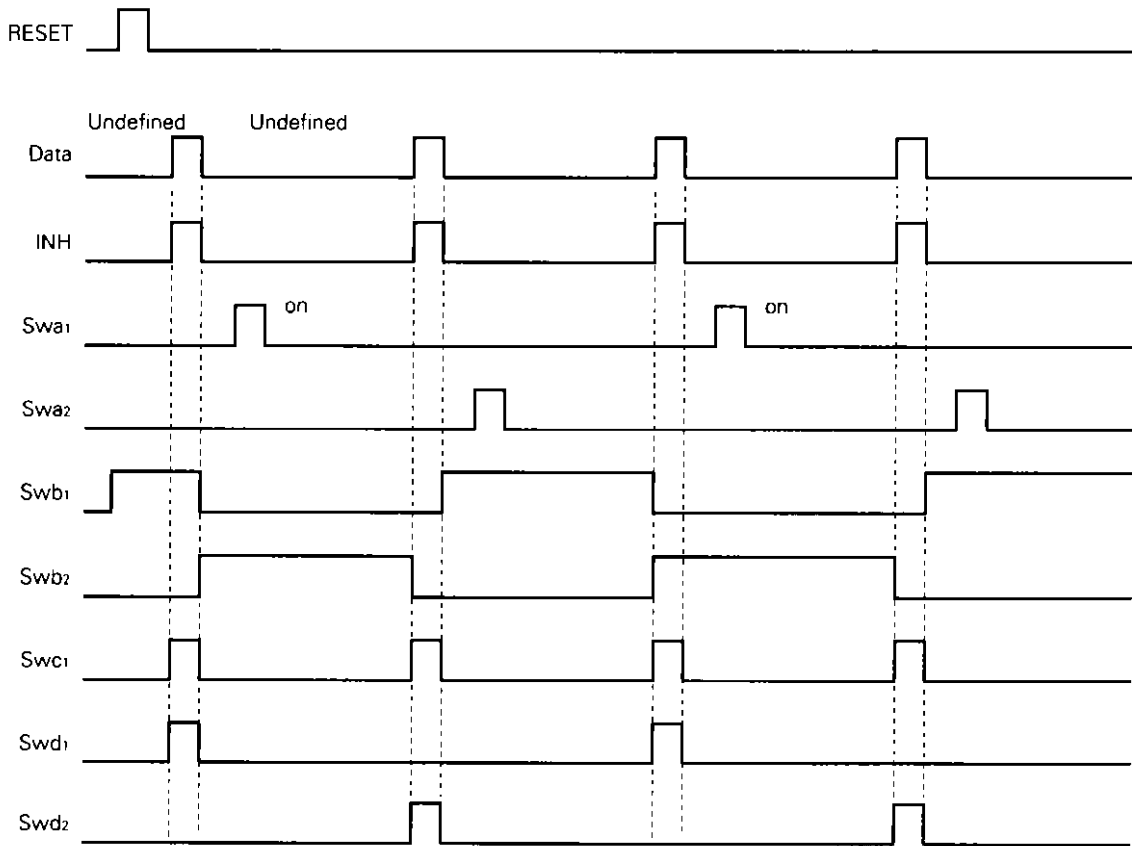 RESET
Undefined Undefined
Data
INH
Swa1 on on
Swa2
Swb1
Swb2
Swc1
Swd1
Swd2